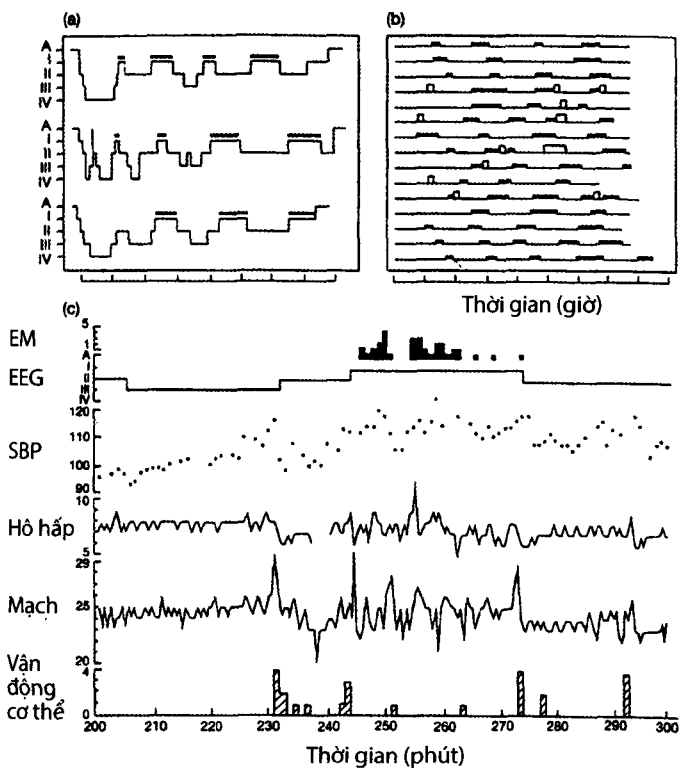 (a)
A
I
II
III
IV
A
I
II
III
IV
A
I
II
III
IV
(b)
Thời gian (giờ)
(c)
EM
5
1
EEG
A
I
II
III
IV
SBP
120
110
100
90
Hô hấp
10
5
Mạch
29
25
20
Vận
động
cơ thể
4
0
200 210 220 230 240 250 260 270 280 290 300
Thời gian (phút)